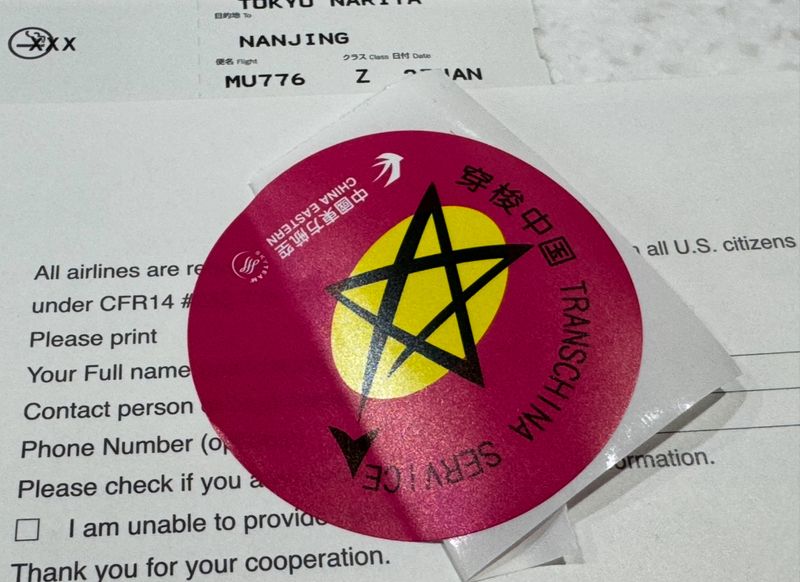 TOKYO NARITA
目的地 To
XXX
NANJING
便名 Flight
クラス Class 日付 Date
MU776
Z
JAN
中國東方航空
CHINA EASTERN
SKYTEAM
穿梭中国 TRANSCHINA SERVICE
All airlines are
all U.S. citizens
under CFR14 #
Please print
Your Full name
Contact person
Phone Number
Please check if you
I am unable to provide
Thank you for your cooperation.